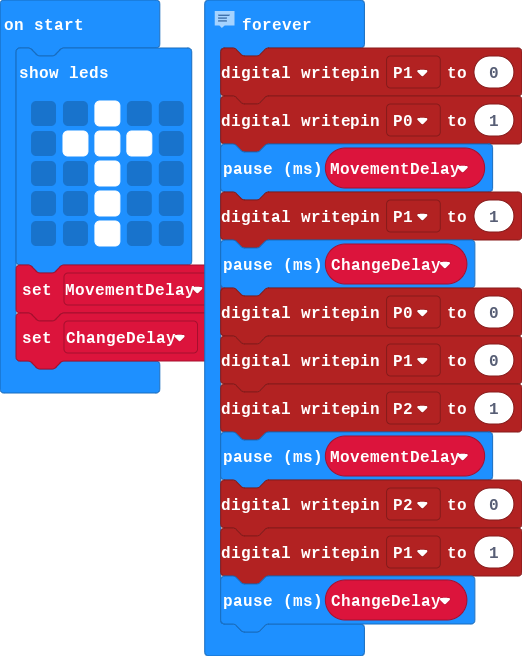 on start
show leds
set MovementDelay
set ChangeDelay
forever
digital writepin P1 to 0
digital writepin P0 to 1
pause (ms) MovementDelay
digital writepin P1 to 1
pause (ms) ChangeDelay
digital writepin P0 to 0
digital writepin P1 to 0
digital writepin P2 to 1
pause (ms) MovementDelay
digital writepin P2 to 0
digital writepin P1 to 1
pause (ms) ChangeDelay